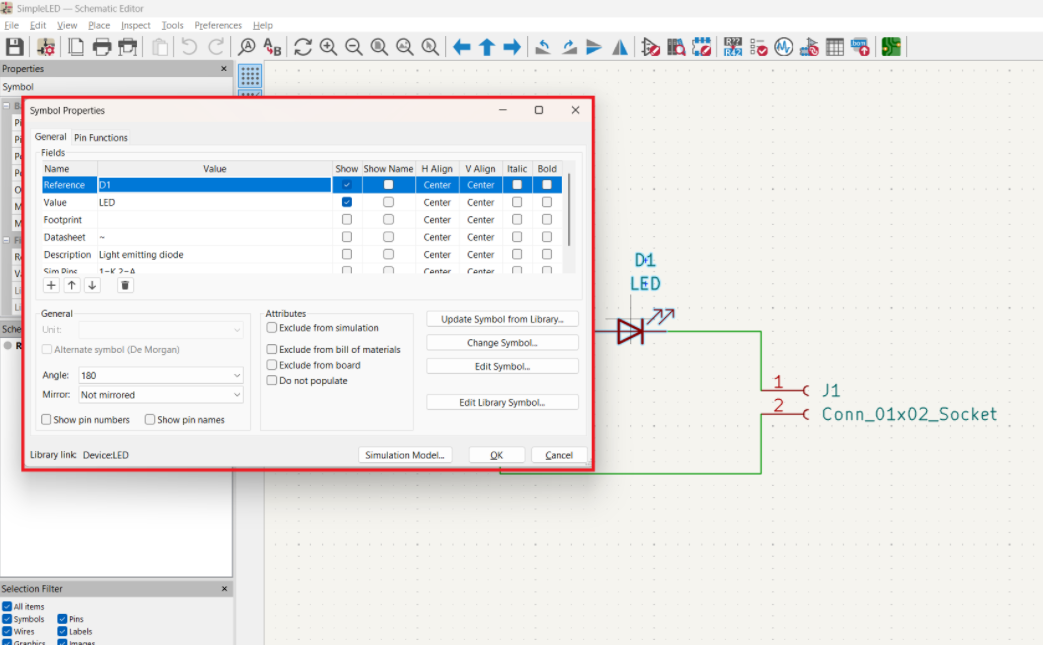 SimpleLED — Schematic Editor
File Edit View Place Inspect Tools Preferences Help
Properties
Symbol
Symbol Properties
General Pin Functions
Fields
Name Value Show Show Name H Align V Align Italic Bold
Reference D1 Center Center
Value LED Center Center
Footprint Center Center
Datasheet ~ Center Center
Description Light emitting diode Center Center
Sim.Pins 1=K 2=A Center Center
General
Unit:
Alternate symbol (De Morgan)
Angle: 180
Mirror: Not mirrored
Show pin numbers Show pin names
Attributes
Exclude from simulation
Exclude from bill of materials
Exclude from board
Do not populate
Update Symbol from Library...
Change Symbol...
Edit Symbol...
Edit Library Symbol...
Library link: Device:LED
Simulation Model... OK Cancel
D1
LED
1
2
J1
Conn_01x02_Socket
Selection Filter
All items
Symbols Pins
Wires Labels
Graphics Images